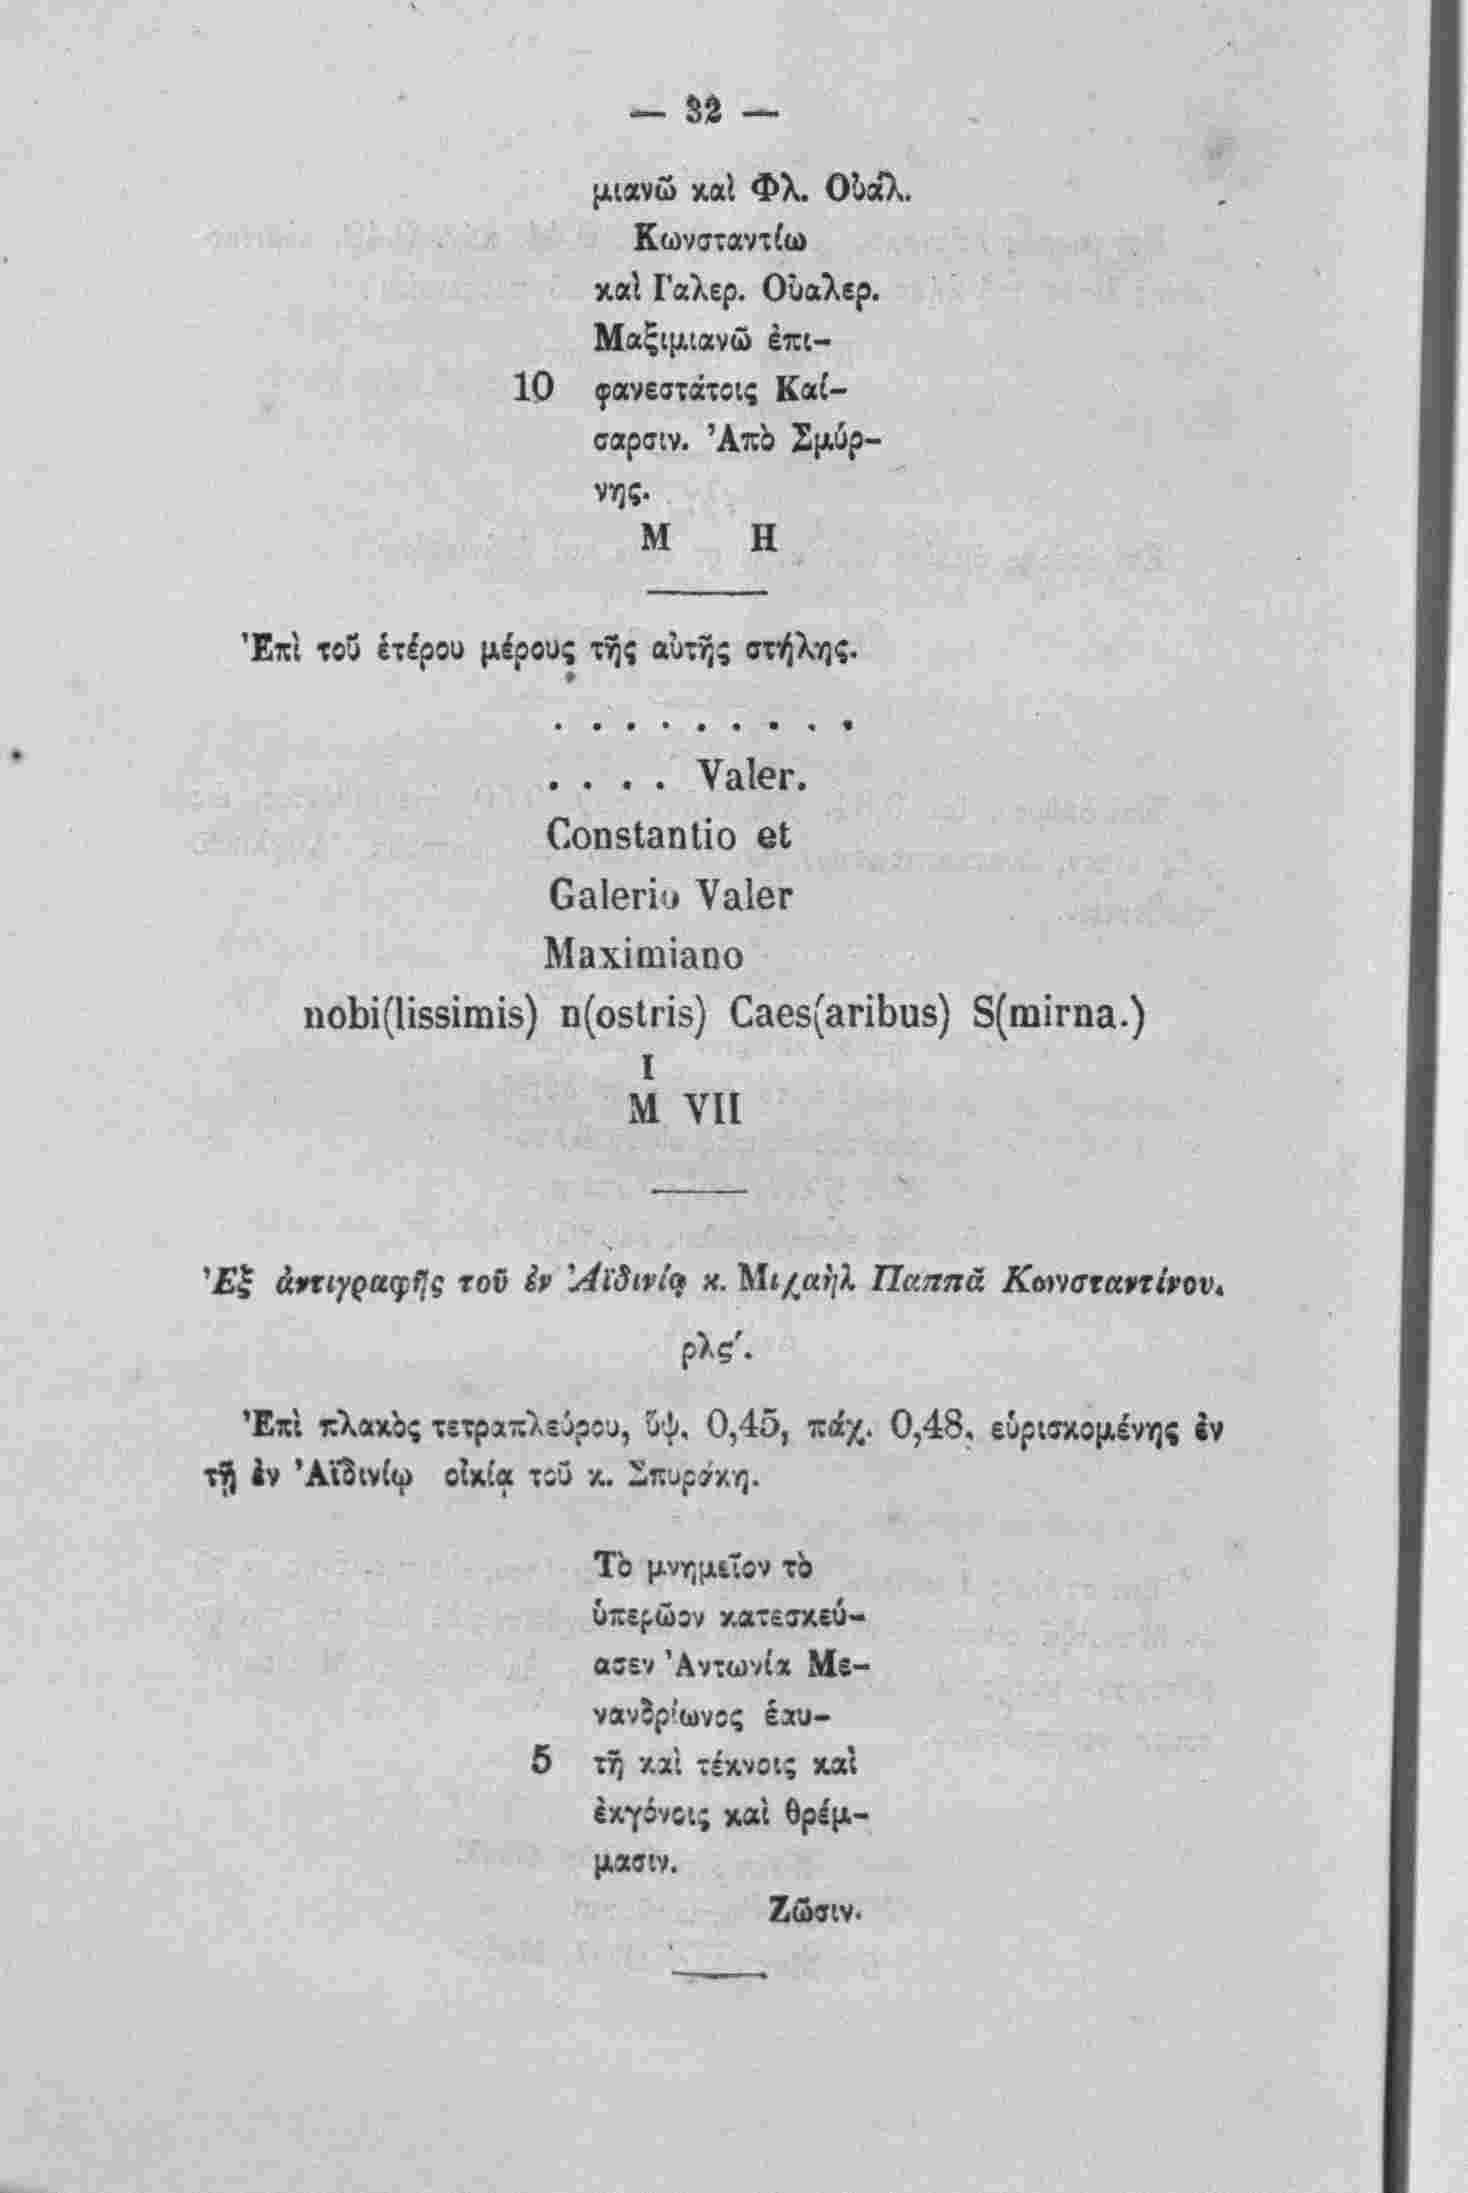 — 32 —
μιανῶ καὶ Φλ. Οὐάλ.
Κωνσταντίω
καὶ Γαλερ. Οὐαλερ.
Μαξιμιανῶ ἐπι-
10 φανεστάτοις Καί-
σαρσιν. Ἀπὸ Σμύρ-
νης.
Μ Η
Ἐπὶ τοῦ ἑτέρου μέρους τῆς αὐτῆς στήλης.
. . . . . . . . .
. . . . Valer.
Constantio et
Galerio Valer
Maximiano
nobi(lissimis) n(ostris) Caes(aribus) S(mirna.)
I
M VII
Ἐξ ἀντιγραφῆς τοῦ ἐν Ἀϊδινίῳ κ. Μιχαὴλ Παππᾶ Κωνσταντίνου.
ρλϛ′.
Ἐπὶ πλακὸς τετραπλεύρου, ὕψ. 0,45, πάχ. 0,48, εὑρισκομένης ἐν
τῇ ἐν Ἀϊδινίῳ οἰκίᾳ τοῦ κ. Σπυράκη.
Τὸ μνημεῖον τὸ
ὑπερῶον κατεσκεύ-
ασεν Ἀντωνία Με-
νανδρίωνος ἑαυ-
5 τῇ καὶ τέκνοις καὶ
ἐκγόνοις καὶ θρέμ-
μασιν.
Ζῶσιν.